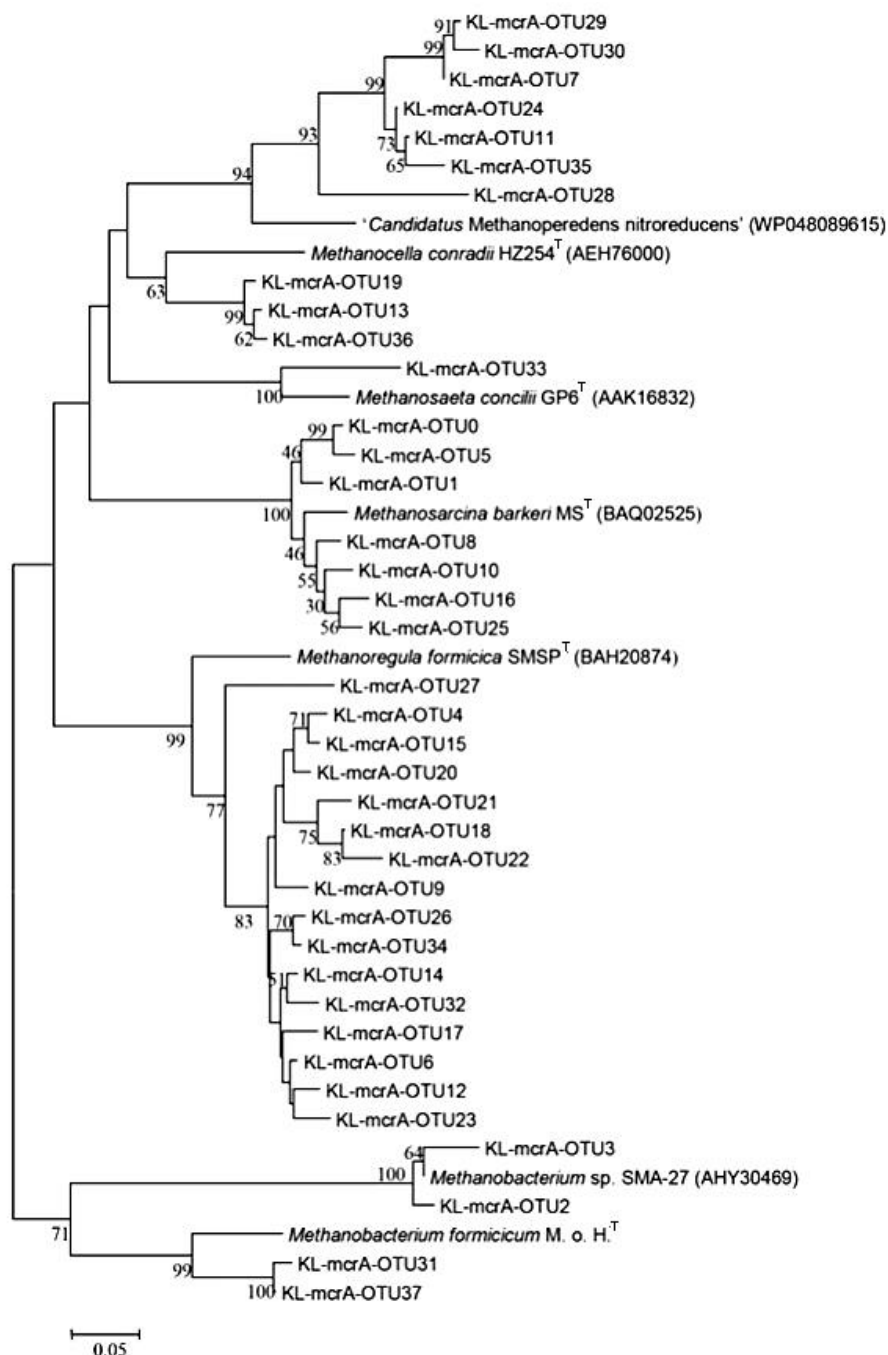 91 KL-mcrA-OTU29
99 KL-mcrA-OTU30
KL-mcrA-OTU7
99 KL-mcrA-OTU24
93 73 KL-mcrA-OTU11
65 KL-mcrA-OTU35
94 KL-mcrA-OTU28
'Candidatus Methanoperedens nitroreducens' (WP048089615)
Methanocella conradii HZ254T (AEH76000)
63 KL-mcrA-OTU19
99 KL-mcrA-OTU13
62 KL-mcrA-OTU36
KL-mcrA-OTU33
100 Methanosaeta concilii GP6T (AAK16832)
99 KL-mcrA-OTU0
46 KL-mcrA-OTU5
KL-mcrA-OTU1
100 Methanosarcina barkeri MST (BAQ02525)
46 KL-mcrA-OTU8
55 KL-mcrA-OTU10
30 KL-mcrA-OTU16
56 KL-mcrA-OTU25
Methanoregula formicica SMSPT (BAH20874)
KL-mcrA-OTU27
71 KL-mcrA-OTU4
99 KL-mcrA-OTU15
KL-mcrA-OTU20
77 KL-mcrA-OTU21
75 KL-mcrA-OTU18
83 KL-mcrA-OTU22
KL-mcrA-OTU9
83 70 KL-mcrA-OTU26
KL-mcrA-OTU34
51 KL-mcrA-OTU14
KL-mcrA-OTU32
KL-mcrA-OTU17
KL-mcrA-OTU6
KL-mcrA-OTU12
KL-mcrA-OTU23
64 KL-mcrA-OTU3
100 Methanobacterium sp. SMA-27 (AHY30469)
KL-mcrA-OTU2
71 Methanobacterium formicicum M. o. H.T
99 KL-mcrA-OTU31
100 KL-mcrA-OTU37
0.05